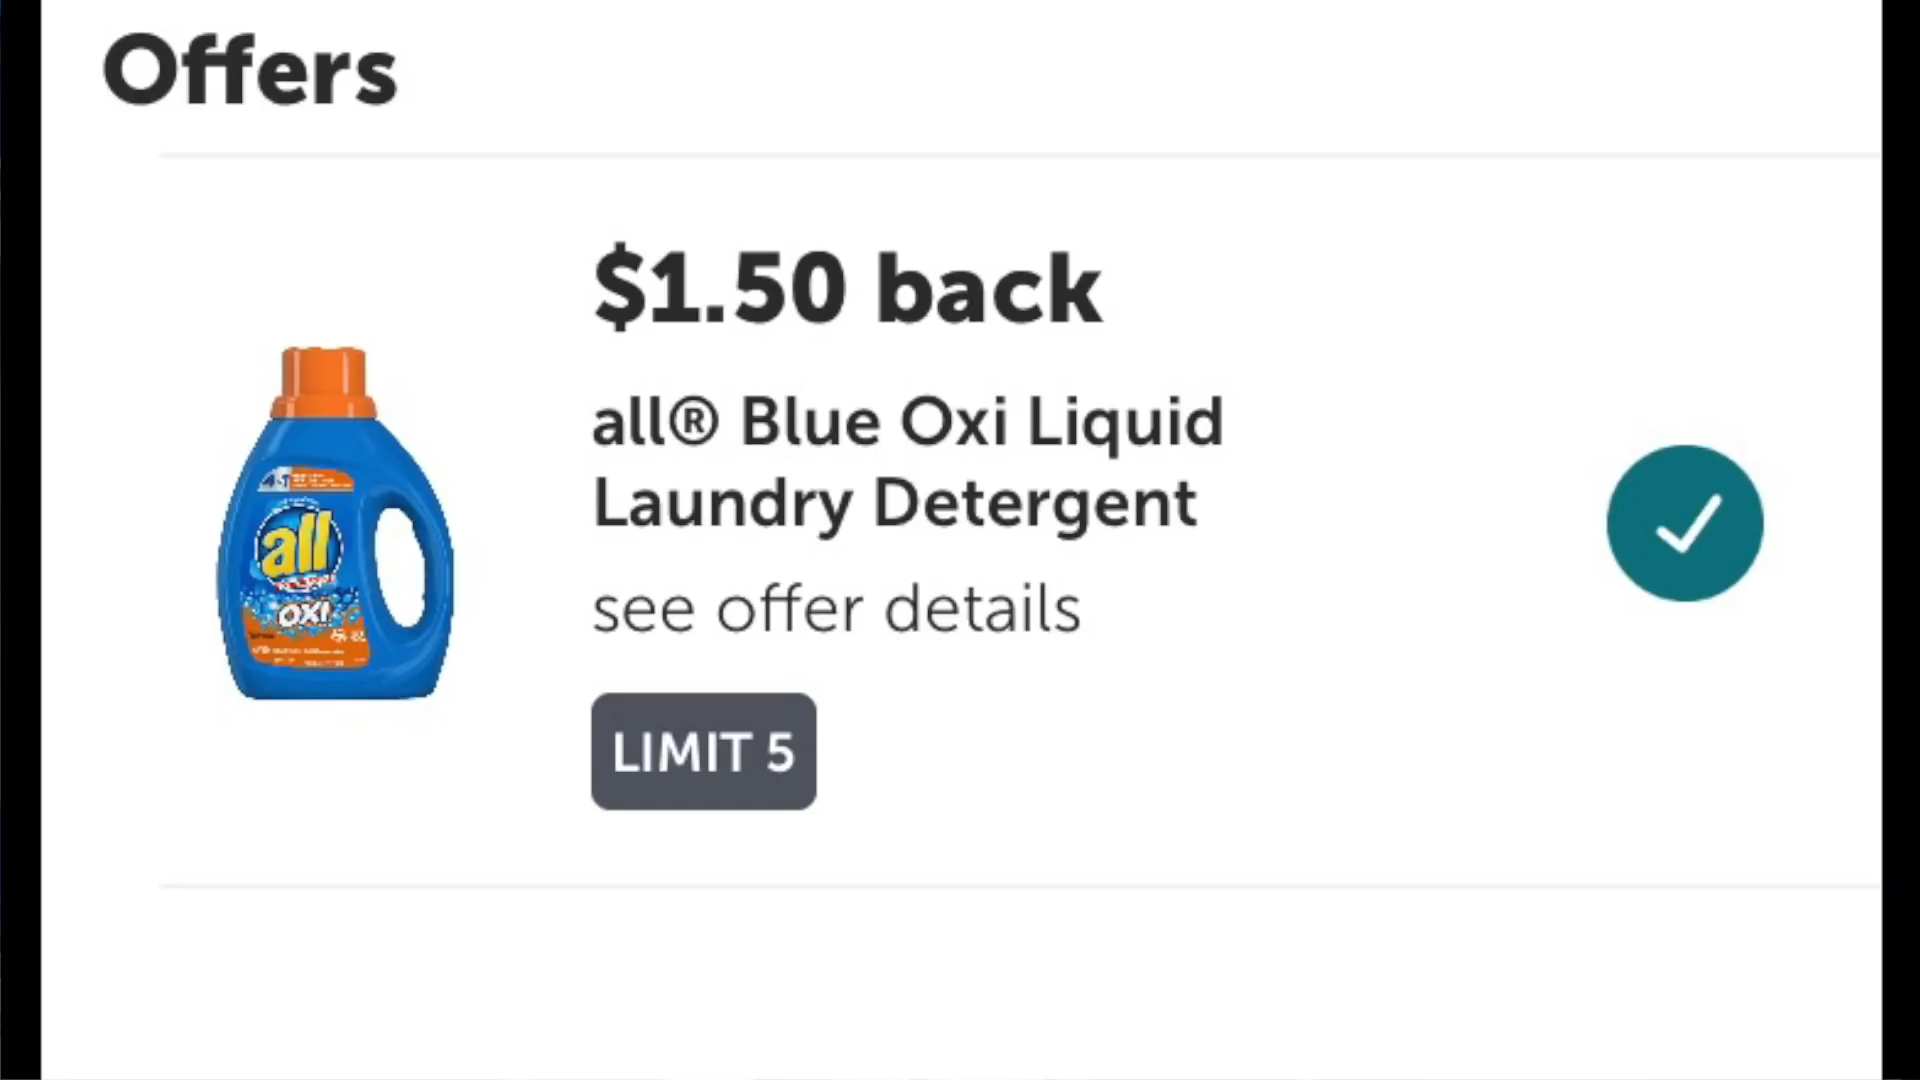 Offers
$1.50 back
all® Blue Oxi Liquid
Laundry Detergent
see offer details
LIMIT 5
all
OXI